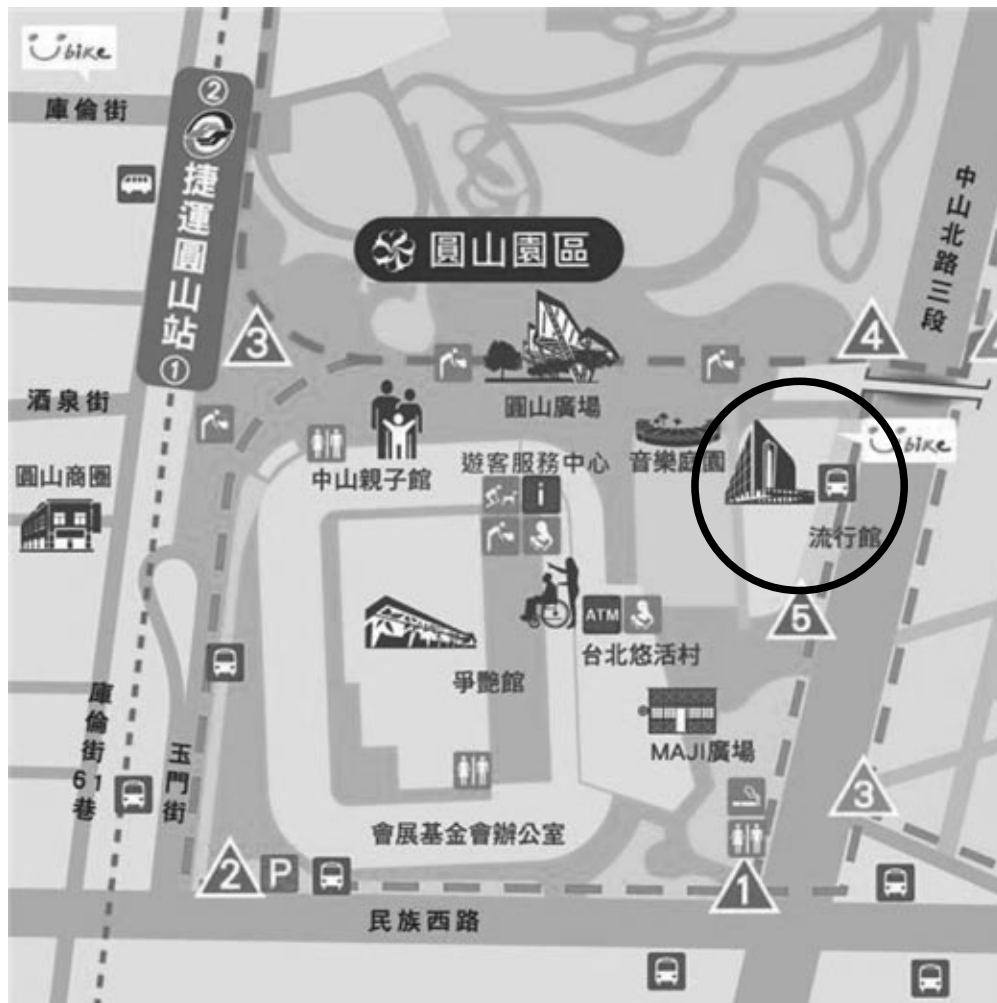 Ubike
庫倫街
②
捷運圓山站
①
中山北路三段
圓山園區
3
4
4
酒泉街
圓山廣場
中山親子館
遊客服務中心
音樂庭園
Ubike
圓山商圈
i
流行館
5
ATM
台北悠活村
爭艷館
庫倫街61巷
玉門街
MAJI廣場
3
會展基金會辦公室
2
P
1
民族西路